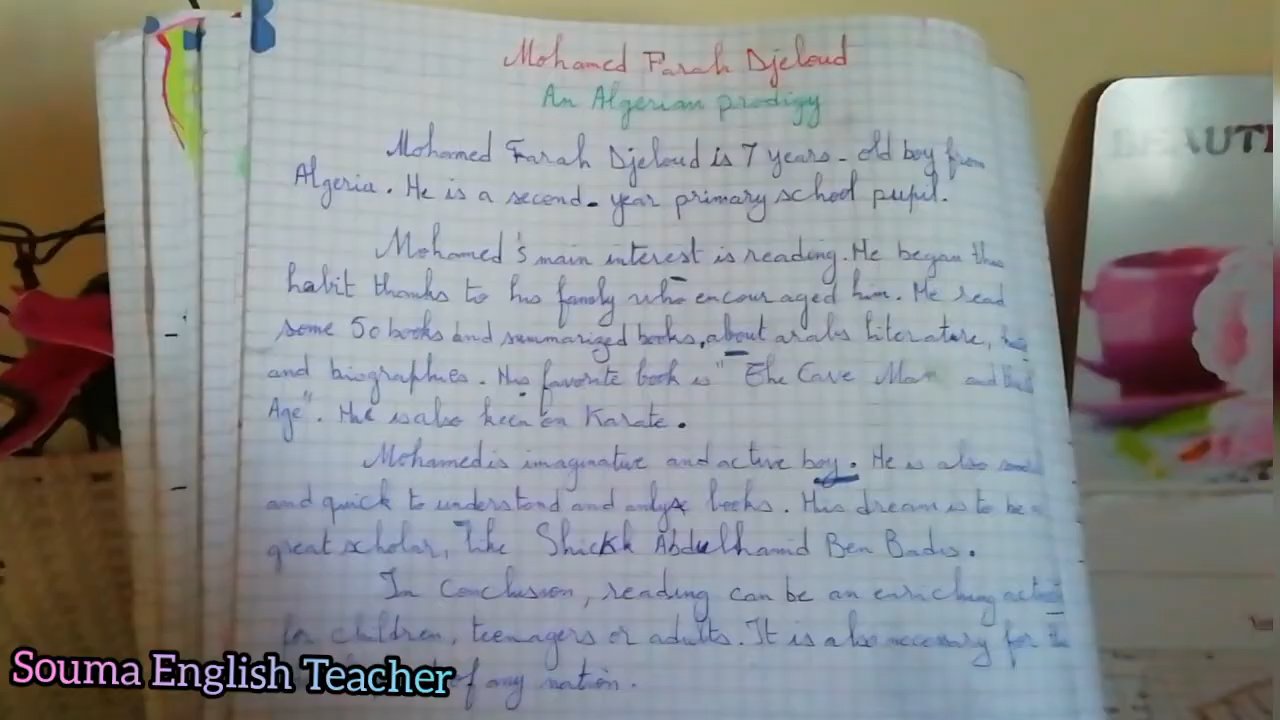 Mohamed Farah Djeloud
An Algerian prodigy
Mohamed Farah Djeloud is 7 years-old boy from
Algeria. He is a second-year primary school pupil.
Mohamed's main interest is reading. He began this
habit thanks to his family who encouraged him. He read
some 50 books and summarized books, about arabs literature,
and biographies. His favorite book is "The Cave Man and
Age". He is also keen on Karate.
Mohamed is imaginative and active boy. He is also
and quick to understand and books. His dream is to be a
great scholar, like Shickh Abdulhamid Ben Badis.
In Conclusion, reading can be an enriching
for children, teenagers or adults. It is also necessary for the
of any nation.
BEAUTI
Souma English Teacher